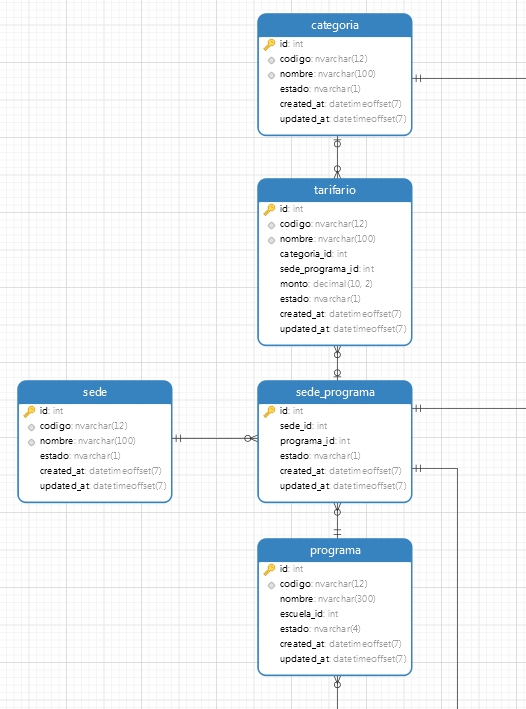 categoria
id: int
codigo: nvarchar(12)
nombre: nvarchar(100)
estado: nvarchar(1)
created_at: datetimeoffset(7)
updated_at: datetimeoffset(7)
tarifario
id: int
codigo: nvarchar(12)
nombre: nvarchar(100)
categoria_id: int
sede_programa_id: int
monto: decimal(10, 2)
estado: nvarchar(1)
created_at: datetimeoffset(7)
updated_at: datetimeoffset(7)
sede
id: int
codigo: nvarchar(12)
nombre: nvarchar(100)
estado: nvarchar(1)
created_at: datetimeoffset(7)
updated_at: datetimeoffset(7)
sede_programa
id: int
sede_id: int
programa_id: int
estado: nvarchar(1)
created_at: datetimeoffset(7)
updated_at: datetimeoffset(7)
programa
id: int
codigo: nvarchar(12)
nombre: nvarchar(300)
escuela_id: int
estado: nvarchar(4)
created_at: datetimeoffset(7)
updated_at: datetimeoffset(7)